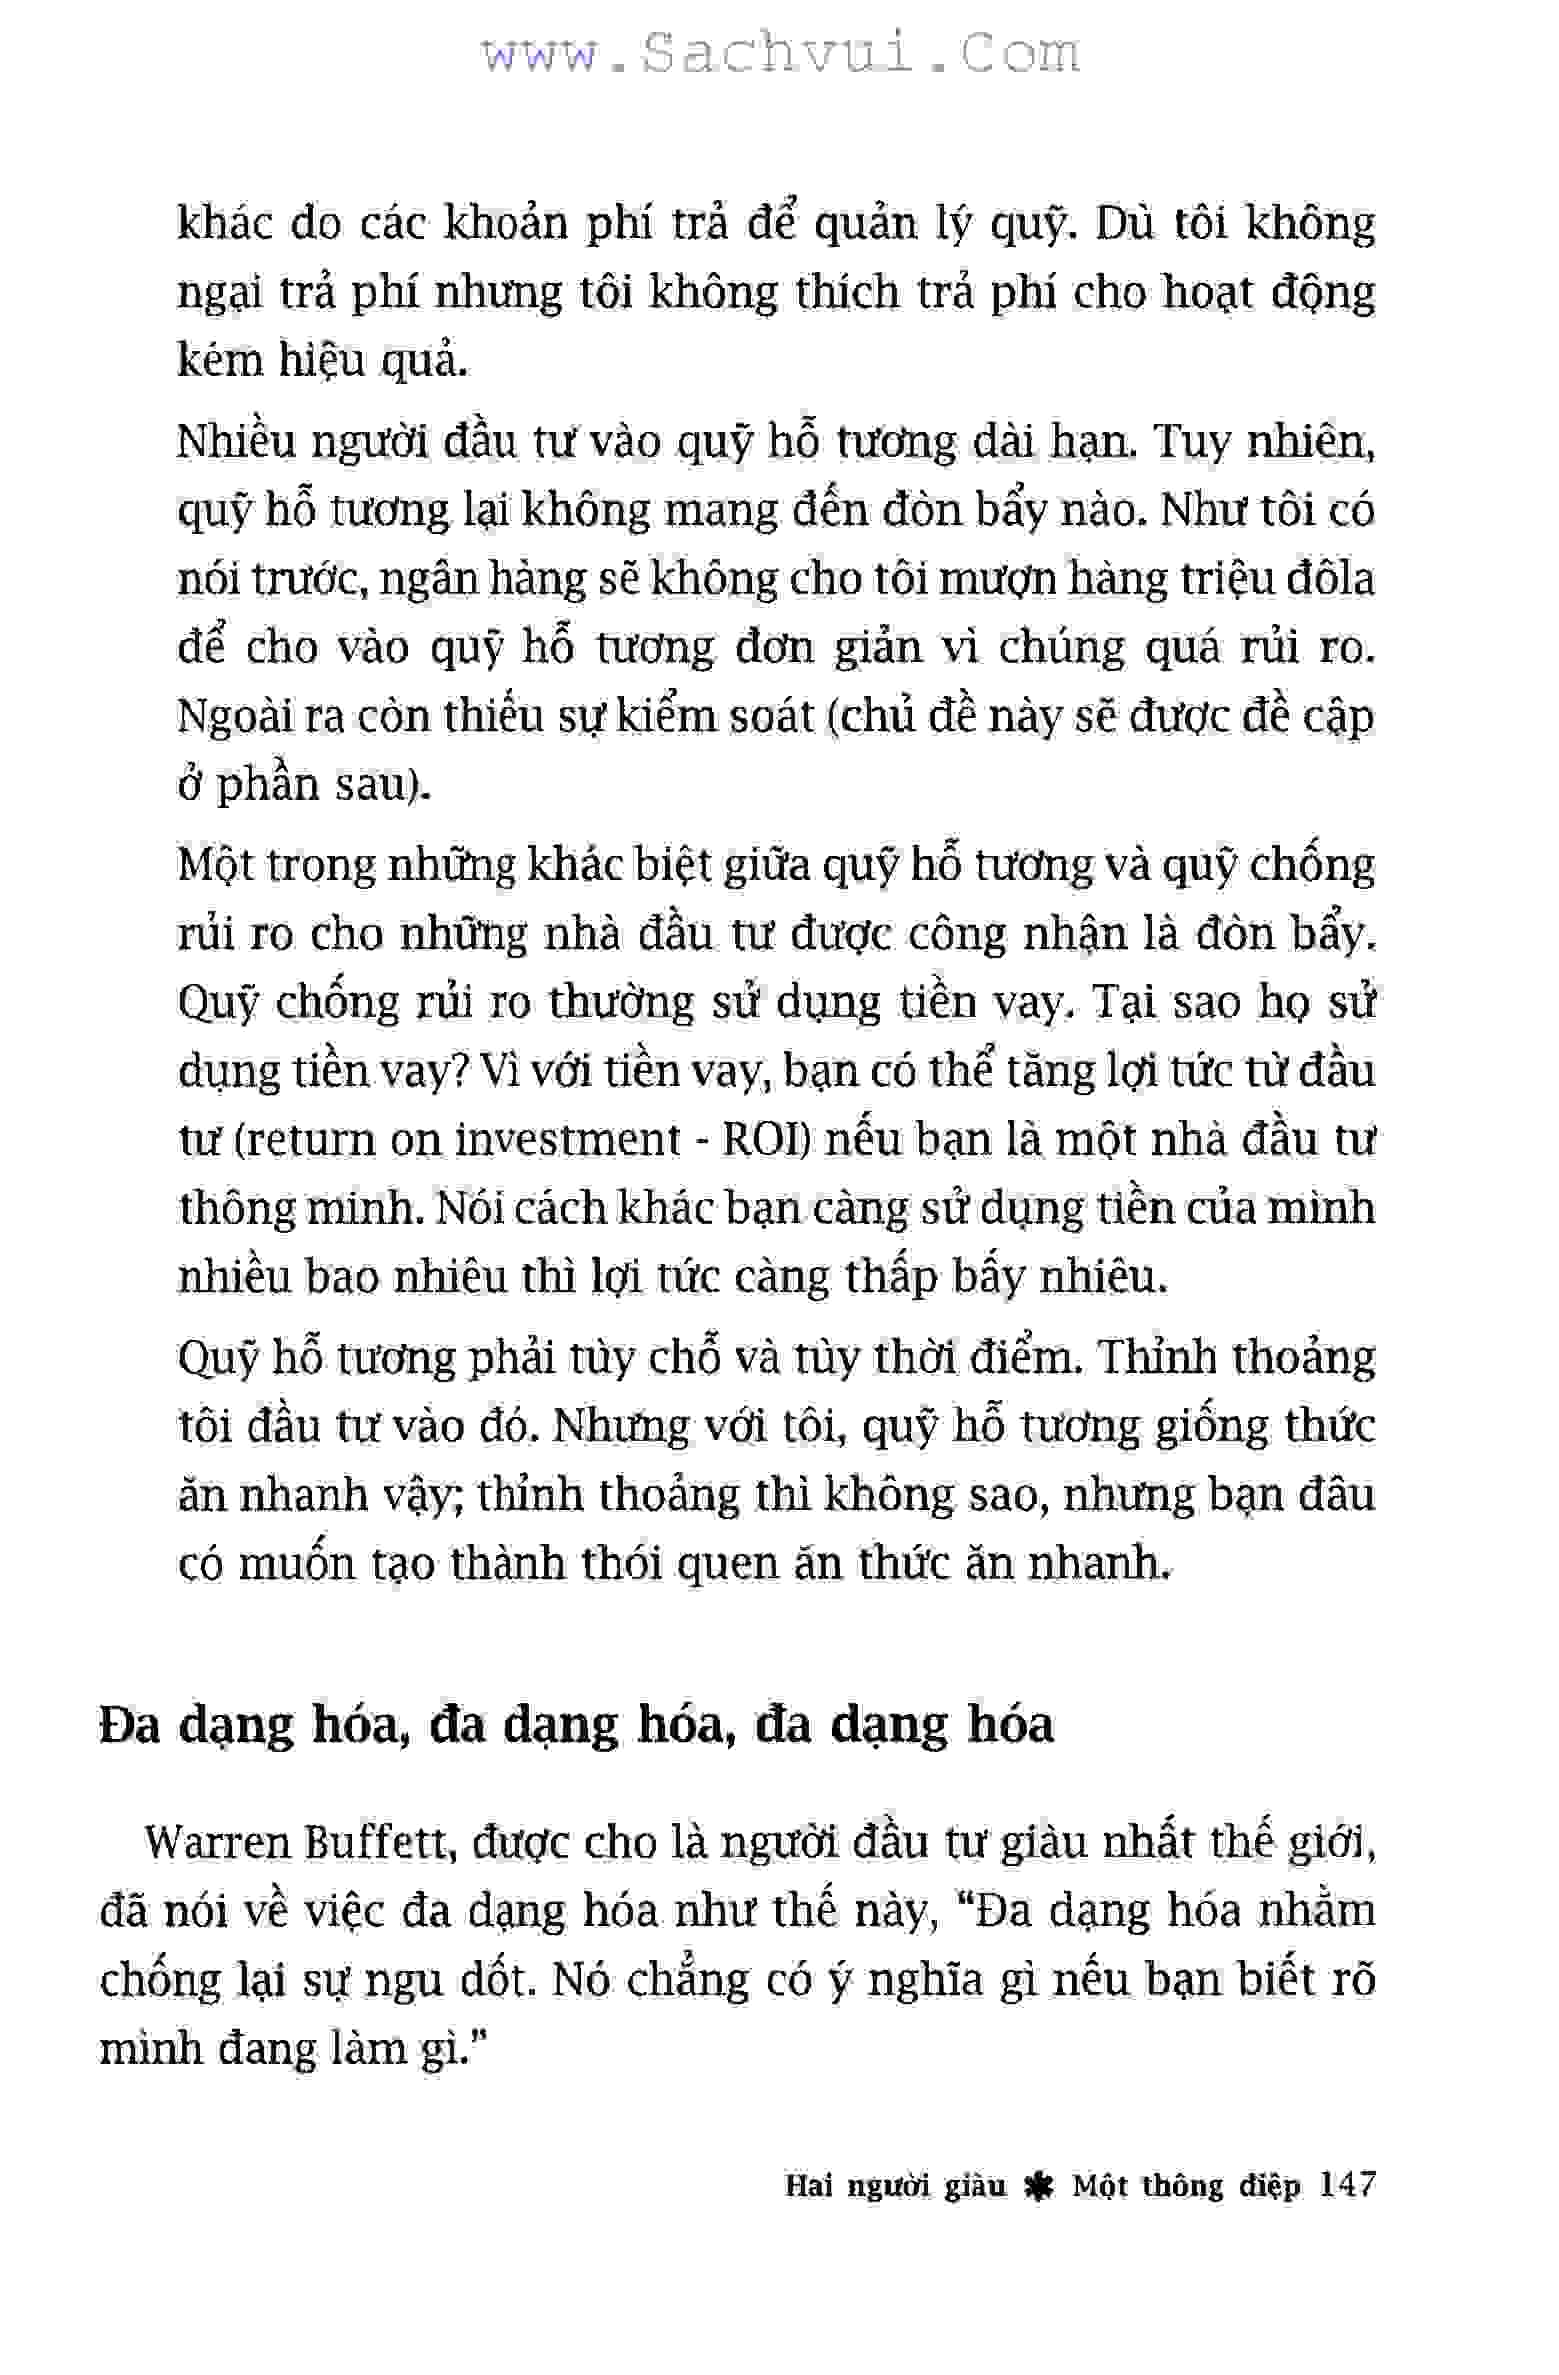 www.Sachvui.Com
khác do các khoản phí trả để quản lý quỹ. Dù tôi không
ngại trả phí nhưng tôi không thích trả phí cho hoạt động
kém hiệu quả.
Nhiều người đầu tư vào quỹ hỗ tương dài hạn. Tuy nhiên,
quỹ hỗ tương lại không mang đến đòn bẩy nào. Như tôi có
nói trước, ngân hàng sẽ không cho tôi mượn hàng triệu đôla
để cho vào quỹ hỗ tương đơn giản vì chúng quá rủi ro.
Ngoài ra còn thiếu sự kiểm soát (chủ đề này sẽ được đề cập
ở phần sau).
Một trong những khác biệt giữa quỹ hỗ tương và quỹ chống
rủi ro cho những nhà đầu tư được công nhận là đòn bẩy.
Quỹ chống rủi ro thường sử dụng tiền vay. Tại sao họ sử
dụng tiền vay? Vì với tiền vay, bạn có thể tăng lợi tức từ đầu
tư (return on investment - ROI) nếu bạn là một nhà đầu tư
thông minh. Nói cách khác bạn càng sử dụng tiền của mình
nhiều bao nhiêu thì lợi tức càng thấp bấy nhiêu.
Quỹ hỗ tương phải tùy chỗ và tùy thời điểm. Thỉnh thoảng
tôi đầu tư vào đó. Nhưng với tôi, quỹ hỗ tương giống thức
ăn nhanh vậy; thỉnh thoảng thì không sao, nhưng bạn đâu
có muốn tạo thành thói quen ăn thức ăn nhanh.
Đa dạng hóa, đa dạng hóa, đa dạng hóa
Warren Buffett, được cho là người đầu tư giàu nhất thế giới,
đã nói về việc đa dạng hóa như thế này, “Đa dạng hóa nhằm
chống lại sự ngu dốt. Nó chẳng có ý nghĩa gì nếu bạn biết rõ
mình đang làm gì.”
Hai người giàu ✱ Một thông điệp 147